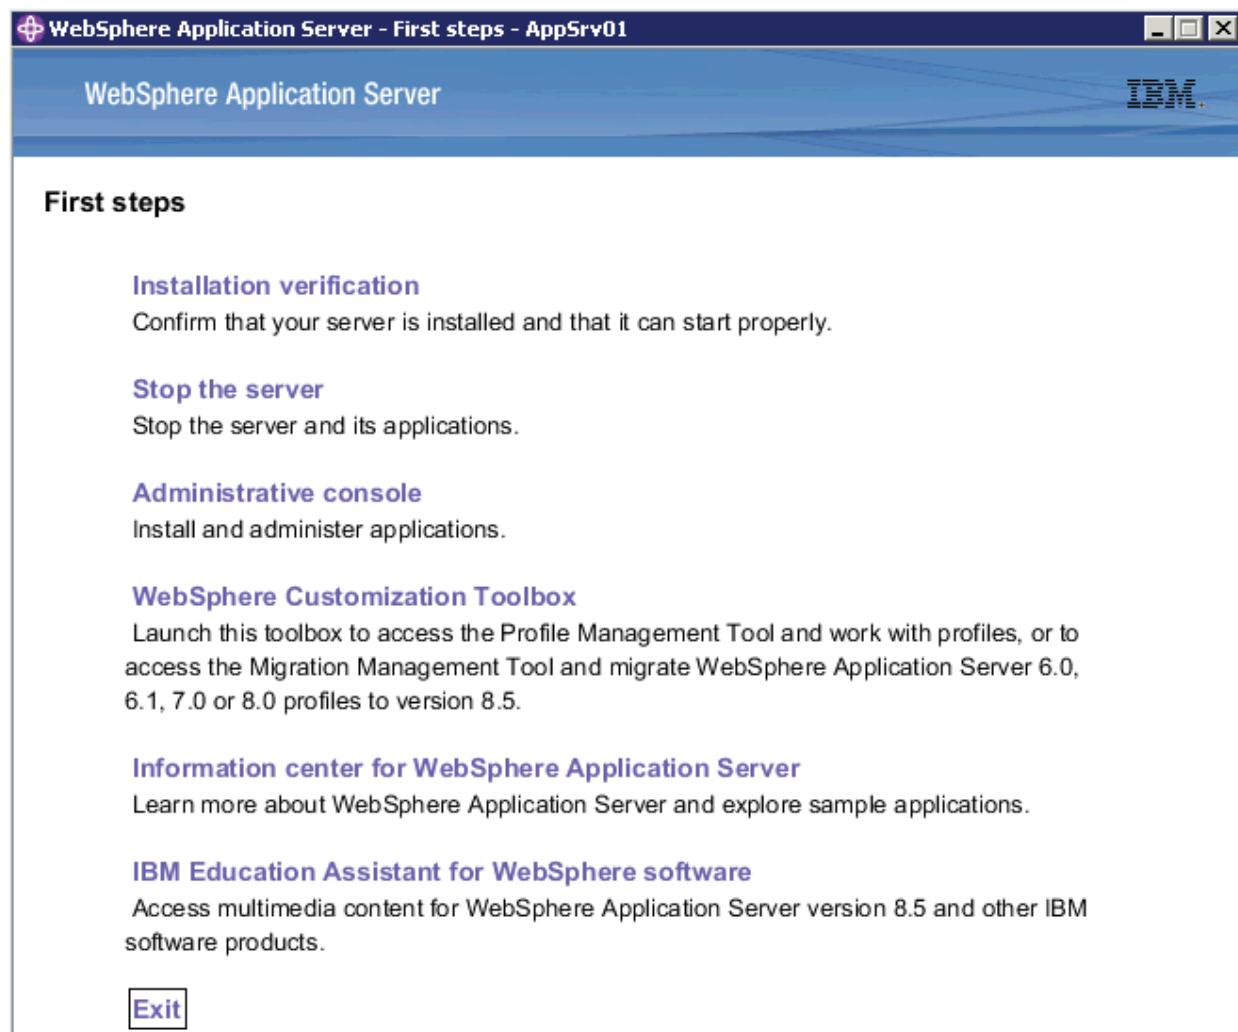 WebSphere Application Server - First steps - AppSrv01
WebSphere Application Server
IBM.
First steps
Installation verification
Confirm that your server is installed and that it can start properly.
Stop the server
Stop the server and its applications.
Administrative console
Install and administer applications.
WebSphere Customization Toolbox
Launch this toolbox to access the Profile Management Tool and work with profiles, or to
access the Migration Management Tool and migrate WebSphere Application Server 6.0,
6.1, 7.0 or 8.0 profiles to version 8.5.
Information center for WebSphere Application Server
Learn more about WebSphere Application Server and explore sample applications.
IBM Education Assistant for WebSphere software
Access multimedia content for WebSphere Application Server version 8.5 and other IBM
software products.
Exit